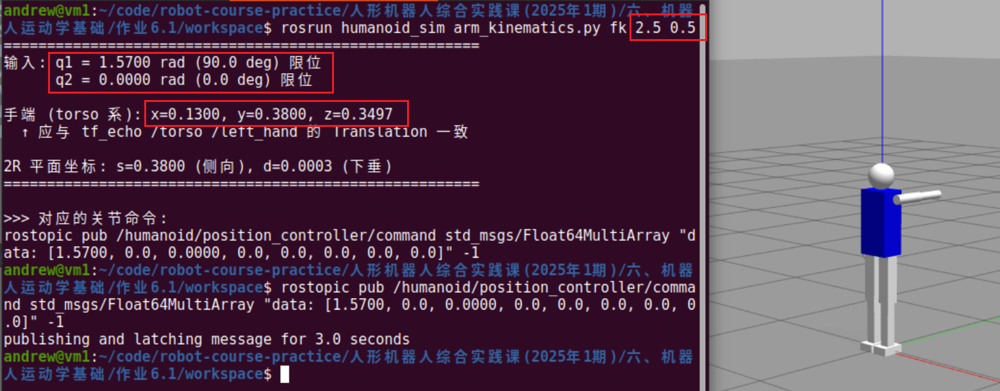 andrew@vm1:~/code/robot-course-practice/人形机器人综合实践课(2025年1期)/六、机器
人运动学基础/作业6.1/workspace$ rosrun humanoid_sim arm_kinematics.py fk 2.5 0.5
=======================================================
输入: q1 = 1.5700 rad (90.0 deg) 限位
q2 = 0.0000 rad (0.0 deg) 限位
手端 (torso 系): x=0.1300, y=0.3800, z=0.3497
↑ 应与 tf_echo /torso /left_hand 的 Translation 一致
2R 平面坐标: s=0.3800 (侧向), d=0.0003 (下垂)
=======================================================
>>> 对应的关节命令:
rostopic pub /humanoid/position_controller/command std_msgs/Float64MultiArray "d
ata: [1.5700, 0.0, 0.0000, 0.0, 0.0, 0.0, 0.0, 0.0]" -1
andrew@vm1:~/code/robot-course-practice/人形机器人综合实践课(2025年1期)/六、机器
人运动学基础/作业6.1/workspace$ rostopic pub /humanoid/position_controller/comma
nd std_msgs/Float64MultiArray "data: [1.5700, 0.0, 0.0000, 0.0, 0.0, 0.0, 0.0, 0
.0]" -1
publishing and latching message for 3.0 seconds
andrew@vm1:~/code/robot-course-practice/人形机器人综合实践课(2025年1期)/六、机器
人运动学基础/作业6.1/workspace$